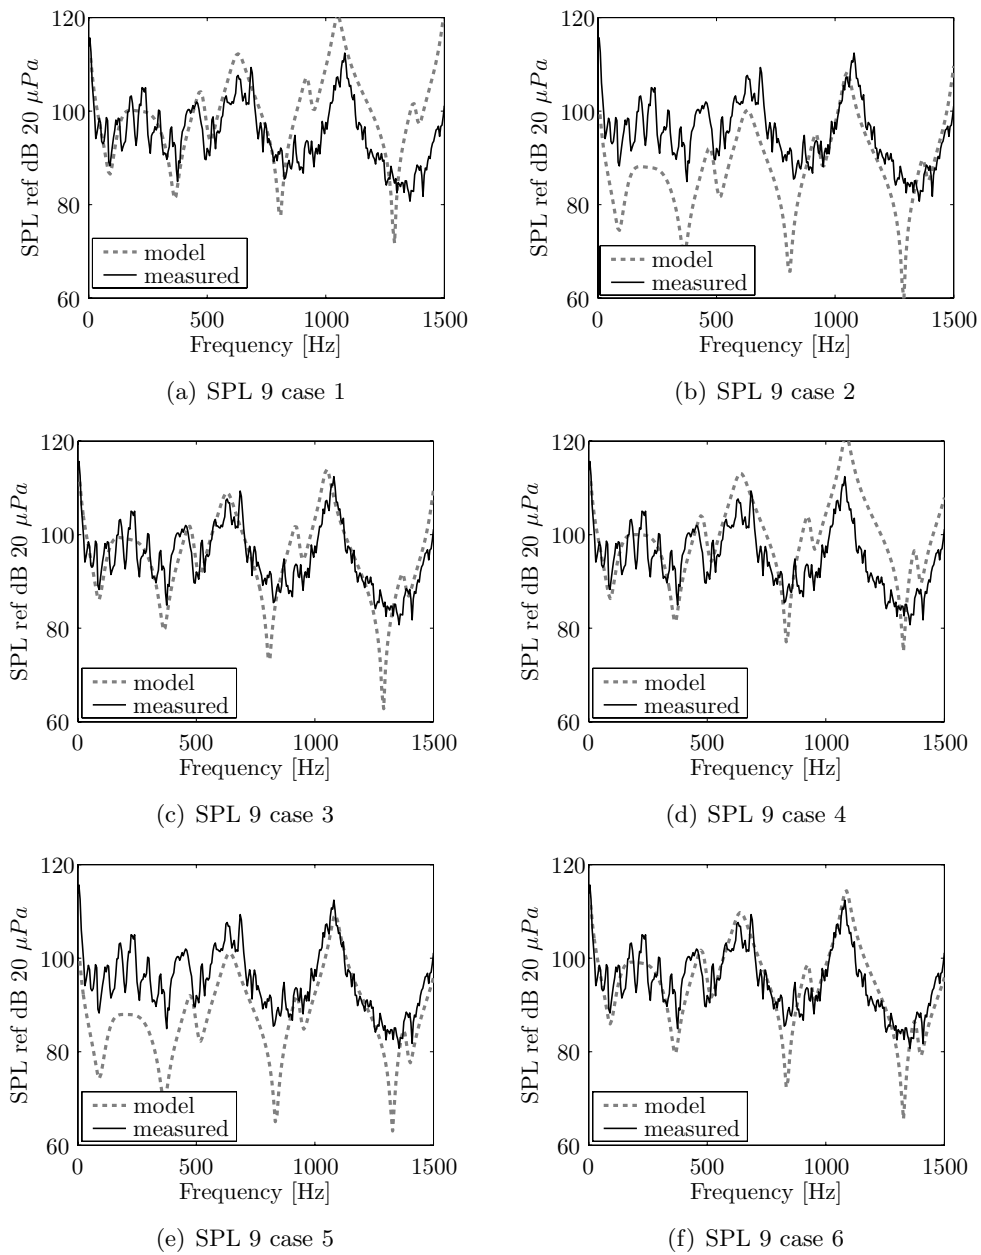 120
100
80
60
SPL ref dB 20 μPa
model
measured
0 500 1000 1500
Frequency [Hz]
(a) SPL 9 case 1
120
100
80
60
SPL ref dB 20 μPa
model
measured
0 500 1000 1500
Frequency [Hz]
(b) SPL 9 case 2
120
100
80
60
SPL ref dB 20 μPa
model
measured
0 500 1000 1500
Frequency [Hz]
(c) SPL 9 case 3
120
100
80
60
SPL ref dB 20 μPa
model
measured
0 500 1000 1500
Frequency [Hz]
(d) SPL 9 case 4
120
100
80
60
SPL ref dB 20 μPa
model
measured
0 500 1000 1500
Frequency [Hz]
(e) SPL 9 case 5
120
100
80
60
SPL ref dB 20 μPa
model
measured
0 500 1000 1500
Frequency [Hz]
(f) SPL 9 case 6